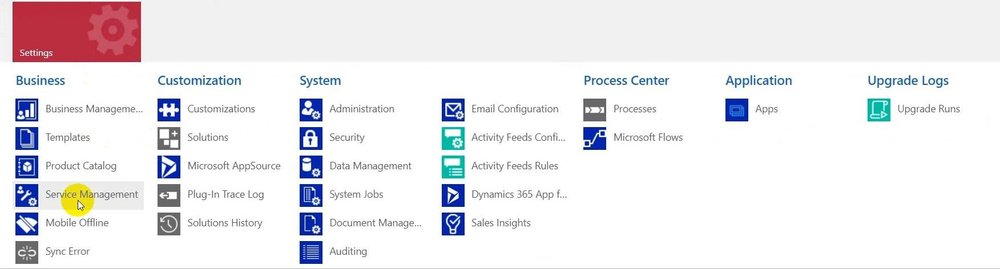 Settings
Business
Business Manageme...
Templates
Product Catalog
Service Management
Mobile Offline
Sync Error
Customization
Customizations
Solutions
Microsoft AppSource
Plug-In Trace Log
Solutions History
System
Administration
Security
Data Management
System Jobs
Document Manage...
Auditing
Email Configuration
Activity Feeds Confi...
Activity Feeds Rules
Dynamics 365 App f...
Sales Insights
Process Center
Processes
Microsoft Flows
Application
Apps
Upgrade Logs
Upgrade Runs